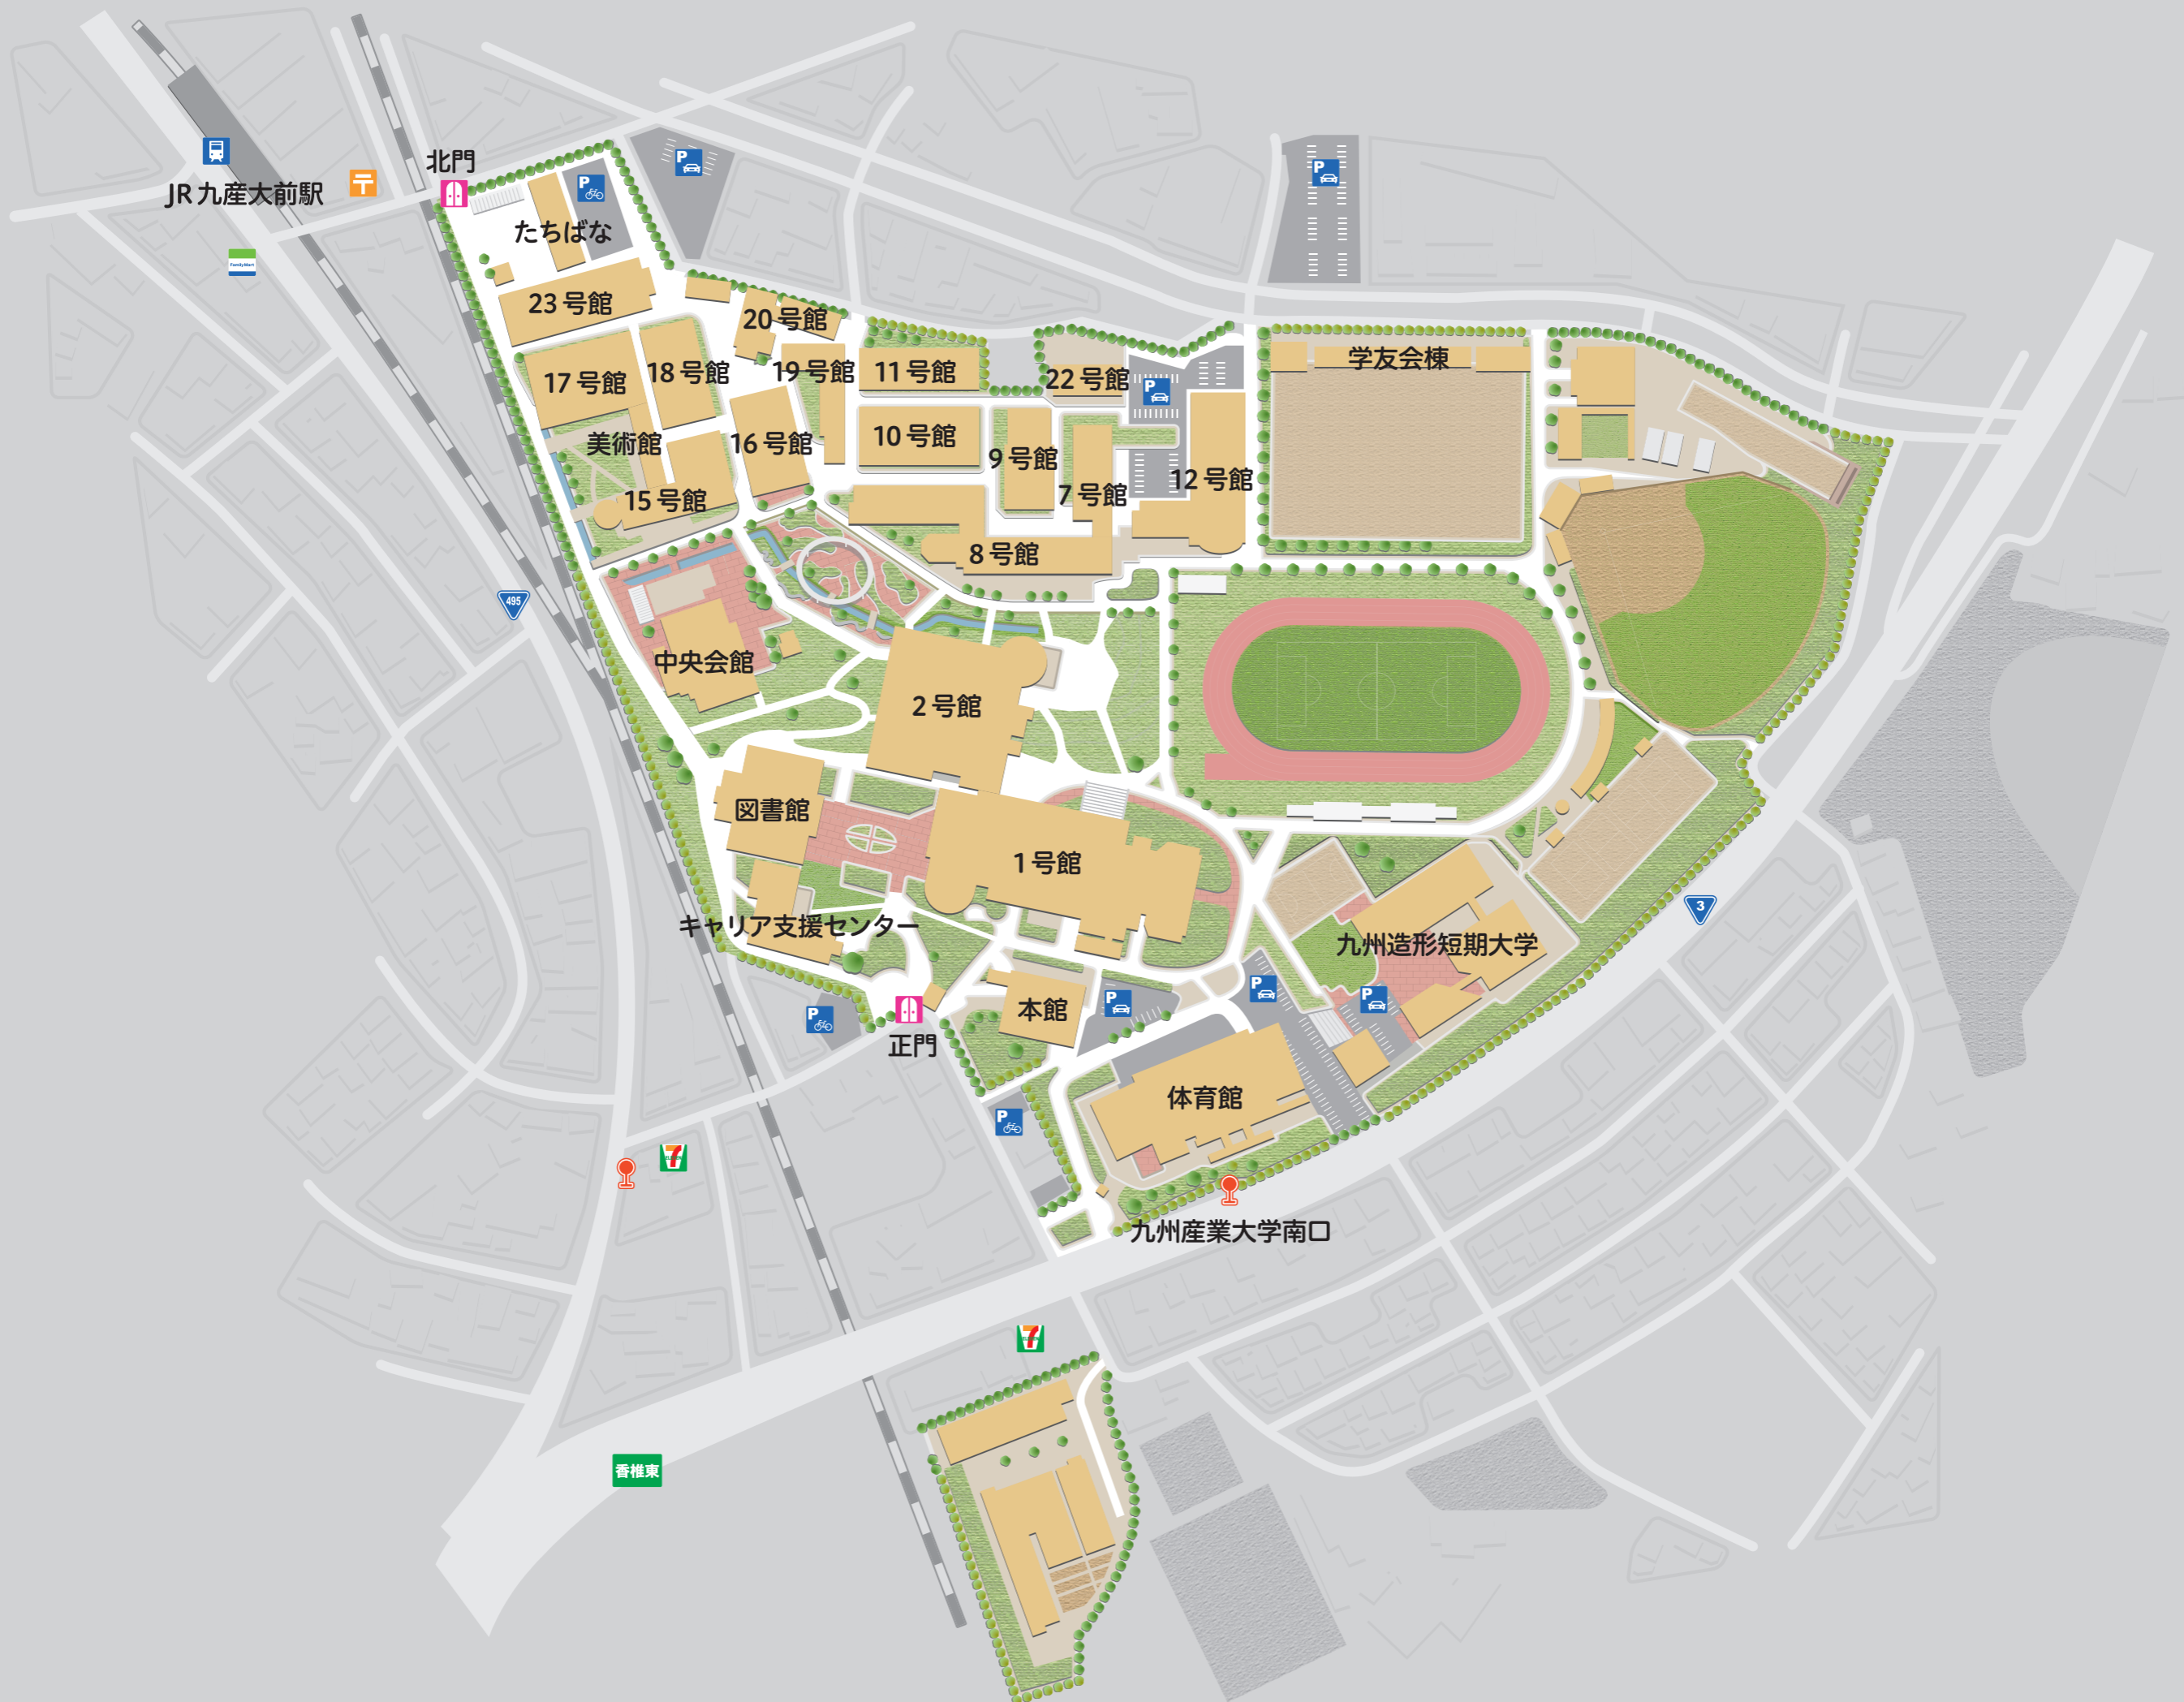 北門
JR九産大前駅
P
P
P
たちばな
FamilyMart
23号館
20号館
学友会棟
17号館
18号館
19号館
11号館
22号館
P
美術館
16号館
10号館
9号館
7号館
12号館
15号館
8号館
495
中央会館
2号館
図書館
1号館
3
キャリア支援センター
九州造形短期大学
本館
P
P
P
P
正門
体育館
P
7
九州産業大学南口
7
香椎東